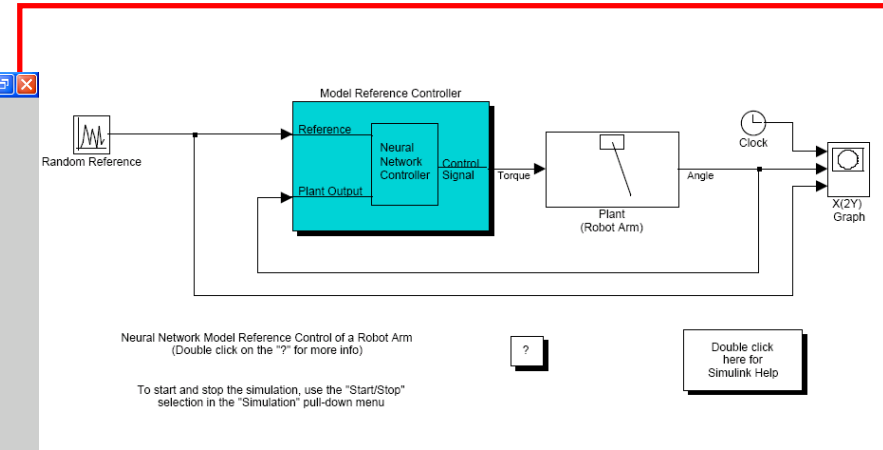 Model Reference Controller
Reference
Neural
Network
Controller
Control
Signal
Plant Output
Random Reference
Torque
Plant
(Robot Arm)
Angle
Clock
X(2Y)
Graph
Neural Network Model Reference Control of a Robot Arm
(Double click on the "?" for more info)
?
Double click
here for
Simulink Help
To start and stop the simulation, use the "Start/Stop"
selection in the "Simulation" pull-down menu